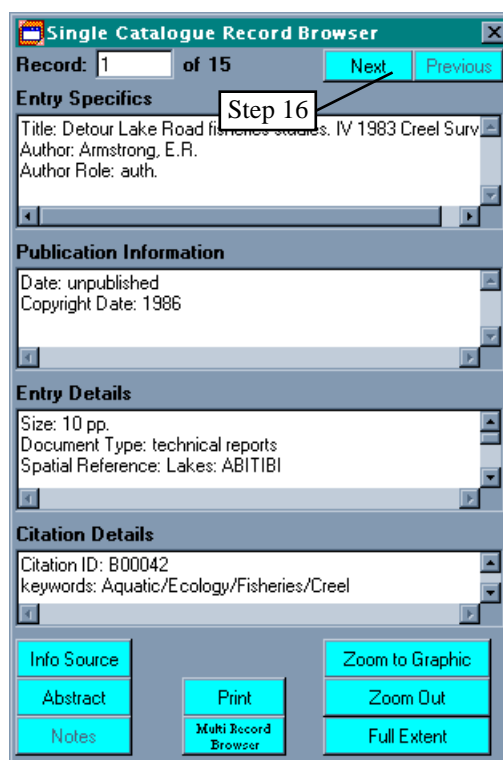 Single Catalogue Record Browser
Record: 1 of 15 Next Previous
Entry Specifics
Step 16
Title: Detour Lake Road fisheries studies. IV 1983 Creel Surv
Author: Armstrong, E.R.
Author Role: auth.
Publication Information
Date: unpublished
Copyright Date: 1986
Entry Details
Size: 10 pp.
Document Type: technical reports
Spatial Reference: Lakes: ABITIBI
Citation Details
Citation ID: B00042
keywords: Aquatic/Ecology/Fisheries/Creel
Info Source Zoom to Graphic
Abstract Print Zoom Out
Notes Multi Record Browser Full Extent